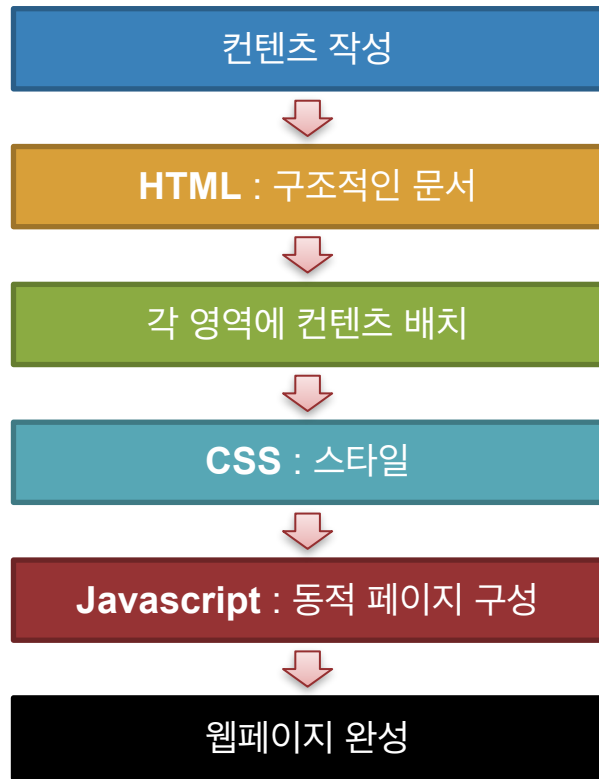 컨텐츠 작성
HTML : 구조적인 문서
각 영역에 컨텐츠 배치
CSS : 스타일
Javascript : 동적 페이지 구성
웹페이지 완성